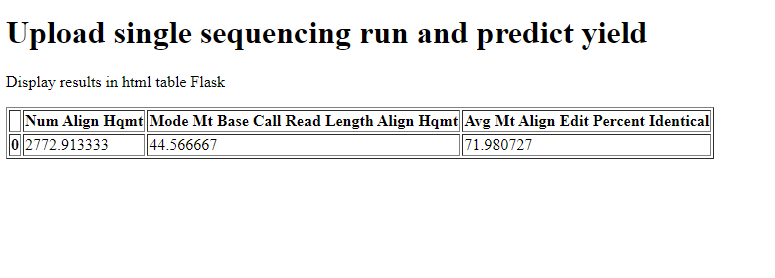 Upload single sequencing run and predict yield
Display results in html table Flask
Num Align Hqmt Mode Mt Base Call Read Length Align Hqmt Avg Mt Align Edit Percent Identical
0 2772.913333 44.566667 71.980727